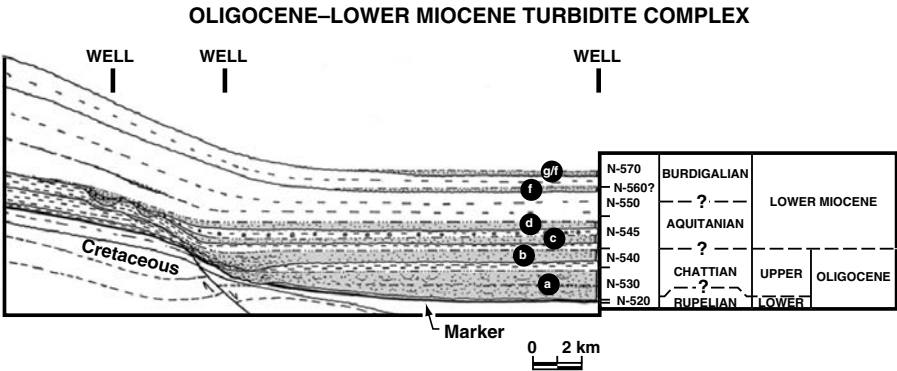 OLIGOCENE–LOWER MIOCENE TURBIDITE COMPLEX
WELL WELL WELL
g/f
f
d
c
b
a
Cretaceous
Marker
0 2 km
N-570
N-560?
N-550
N-545
N-540
N-530
N-520
BURDIGALIAN
?
AQUITANIAN
?
CHATTIAN
?
RUPELIAN
LOWER MIOCENE
UPPER
LOWER
OLIGOCENE